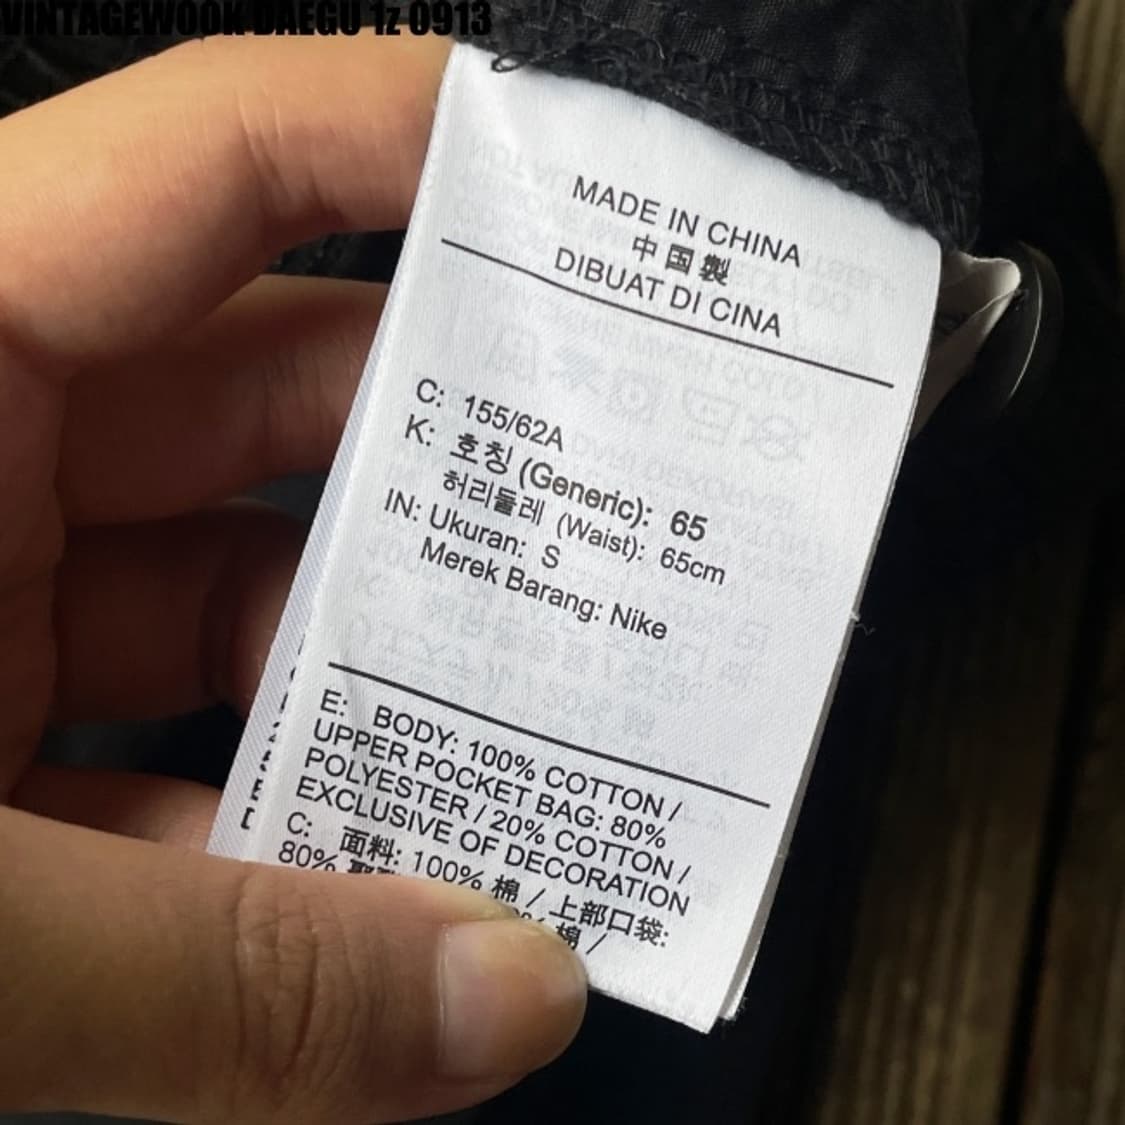 VINTAGEWOOK DAEGU 1z 0913
MADE IN CHINA
中国製
DIBUAT DI CINA
C: 155/62A
K: 호칭 (Generic): 65
허리둘레 (Waist): 65cm
IN: Ukuran: S
Merek Barang: Nike
E: BODY: 100% COTTON /
UPPER POCKET BAG: 80%
POLYESTER / 20% COTTON /
EXCLUSIVE OF DECORATION
C: 面料: 100% 棉 / 上部口袋:
80%
棉 /